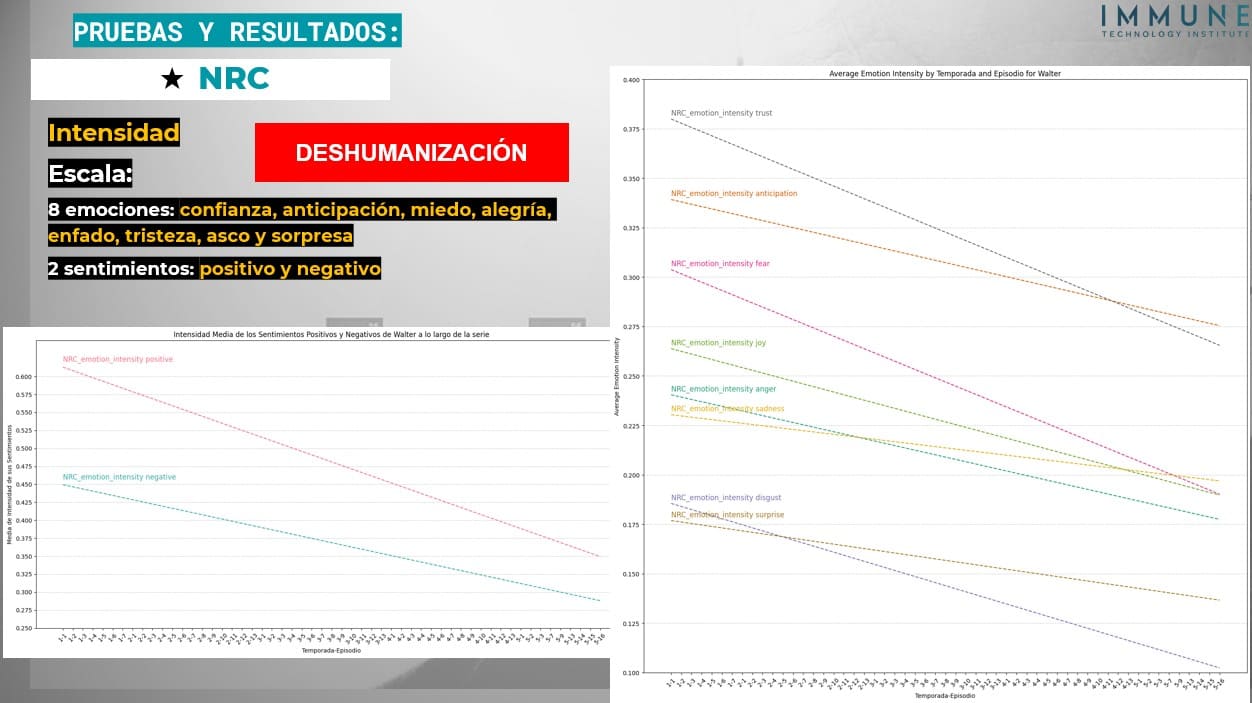 PRUEBAS Y RESULTADOS:
IMMUNE
TECHNOLOGY INSTITUTE
★ NRC
Intensidad
DESHUMANIZACIÓN
Escala:
8 emociones: confianza, anticipación, miedo, alegría,
enfado, tristeza, asco y sorpresa
2 sentimientos: positivo y negativo
Intensidad Media de los Sentimientos Positivos y Negativos de Walter a lo largo de la serie
NRC_emotion_intensity positive
NRC_emotion_intensity negative
Media de Intensidad de sus Sentimientos
0.600
0.575
0.550
0.525
0.500
0.475
0.450
0.425
0.400
0.375
0.350
0.325
0.300
0.275
0.250
Temporada-Episodio
Average Emotion Intensity by Temporada and Episodio for Walter
NRC_emotion_intensity trust
NRC_emotion_intensity anticipation
NRC_emotion_intensity fear
NRC_emotion_intensity joy
NRC_emotion_intensity anger
NRC_emotion_intensity sadness
NRC_emotion_intensity disgust
NRC_emotion_intensity surprise
Average Emotion Intensity
0.400
0.375
0.350
0.325
0.300
0.275
0.250
0.225
0.200
0.175
0.150
0.125
0.100
Temporada-Episodio